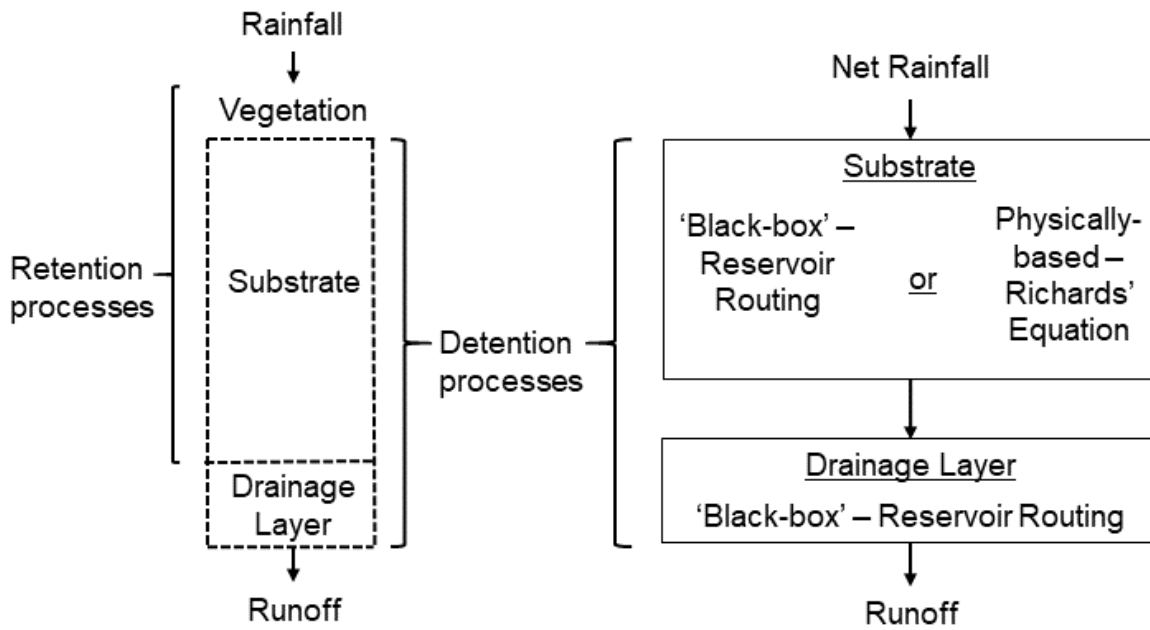 Rainfall
Vegetation
Retention
processes
Substrate
Drainage
Layer
Runoff
Detention
processes
Net Rainfall
Substrate
‘Black-box’ –
Reservoir
Routing
or
Physically-
based –
Richards’
Equation
Drainage Layer
‘Black-box’ – Reservoir Routing
Runoff